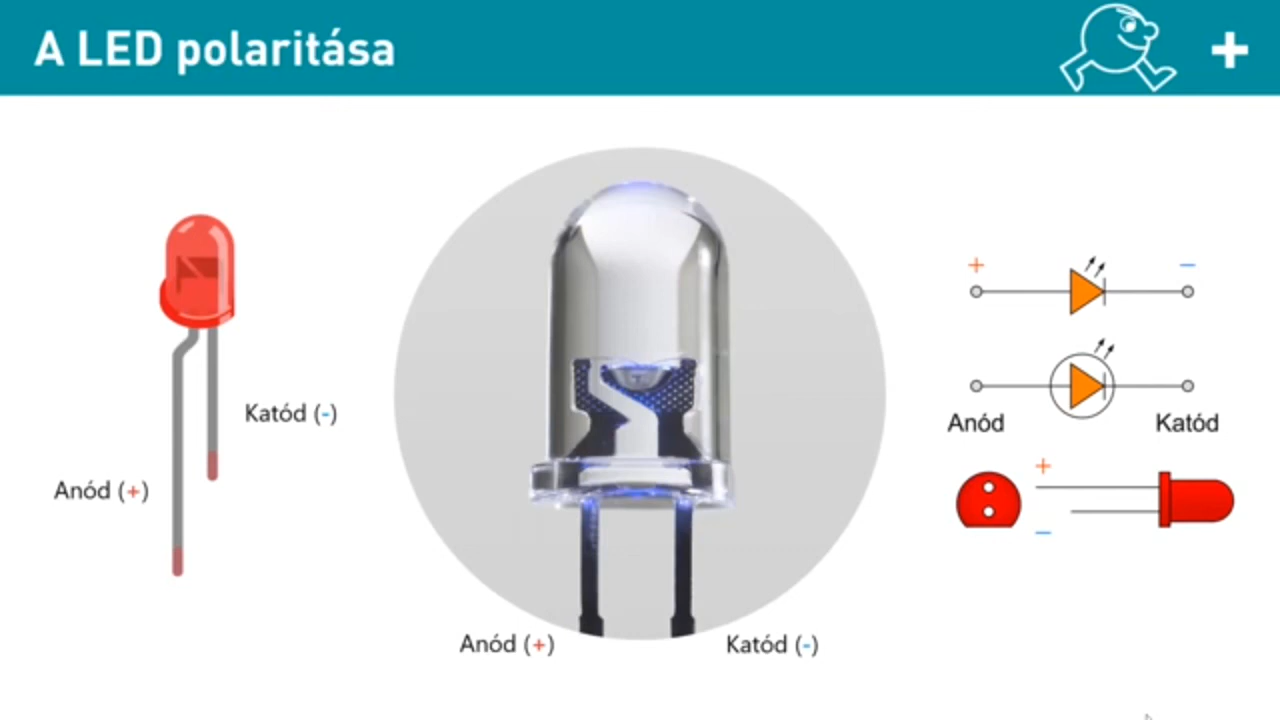 A LED polaritása
Katód (-)
Anód (+)
Anód (+)
Katód (-)
+ −
Anód Katód
+
−